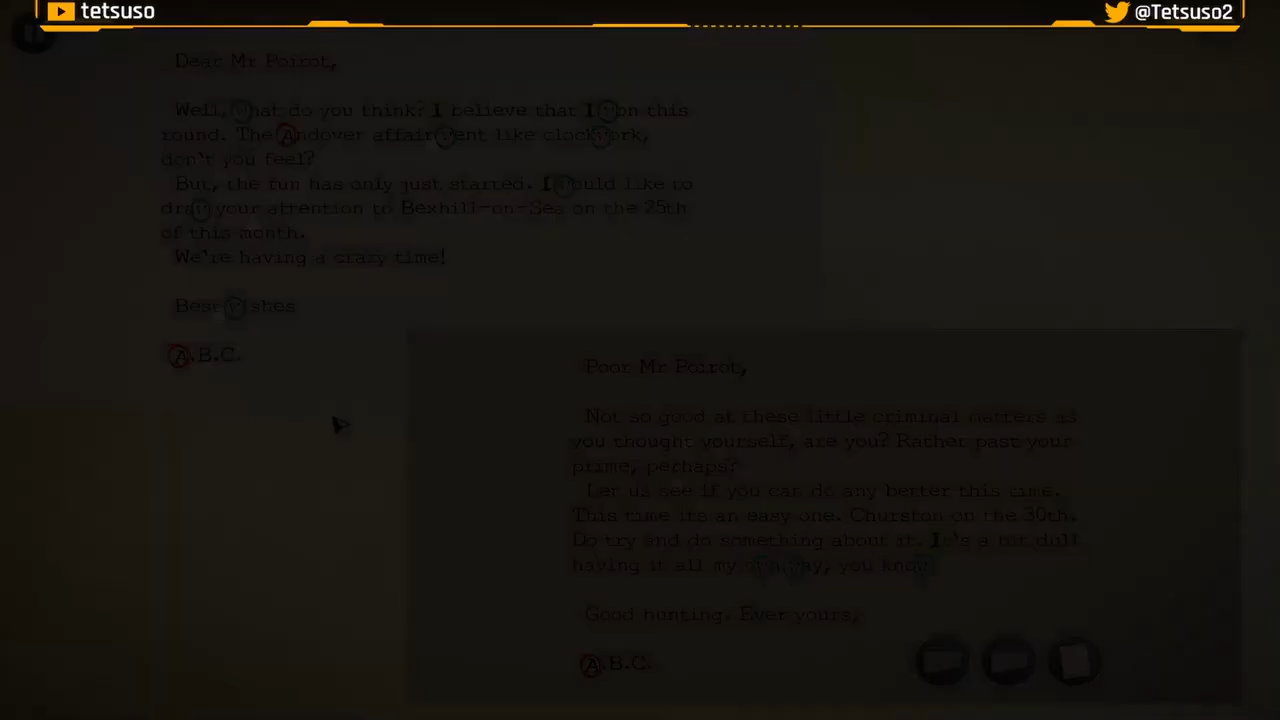 tetsuso
@Tetsuso2
Dear Mr Poirot,
Well, what do you think? I believe that I won this
round. The Andover affair went like clockwork,
don't you feel?
But, the fun has only just started. I would like to
draw your attention to Bexhill-on-Sea on the 25th
of this month.
We're having a crazy time!
Best wishes
A.B.C.
Poor Mr Poirot,
Not so good at these little criminal matters as
you thought yourself, are you? Rather past your
prime, perhaps?
Let us see if you can do any better this time.
This time its an easy one. Churston on the 30th.
Do try and do something about it. It's a bit dull
having it all my own way, you know
Good hunting. Ever yours,
A.B.C.